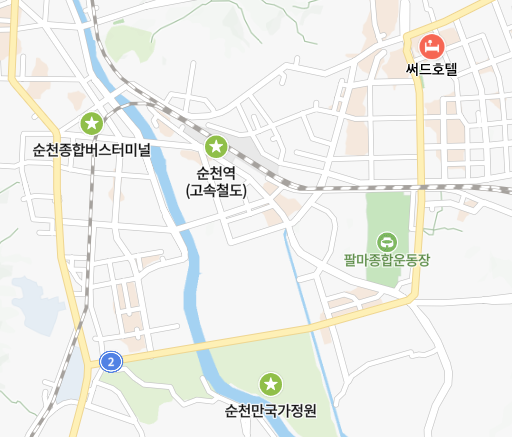 써드호텔
순천종합버스터미널
순천역
(고속철도)
팔마종합운동장
2
순천만국가정원